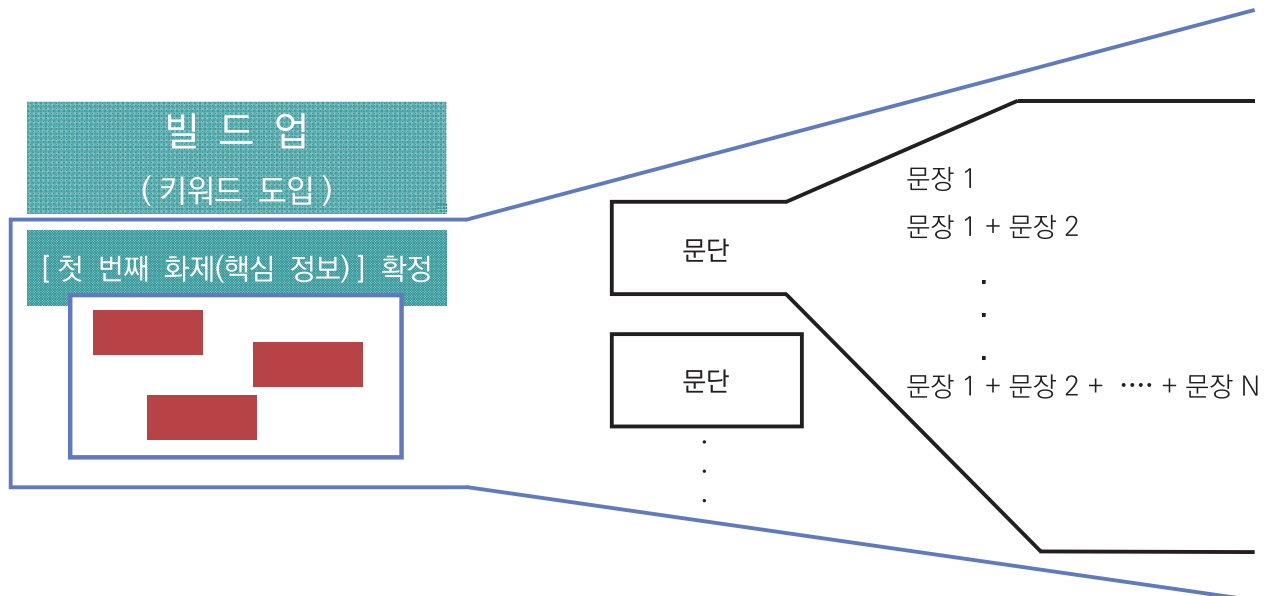 빌 드 업
( 키워드 도입 )
[ 첫 번째 화제(핵심 정보) ] 확정
문단
문단
문장 1
문장 1 + 문장 2
문장 1 + 문장 2 + ···· + 문장 N